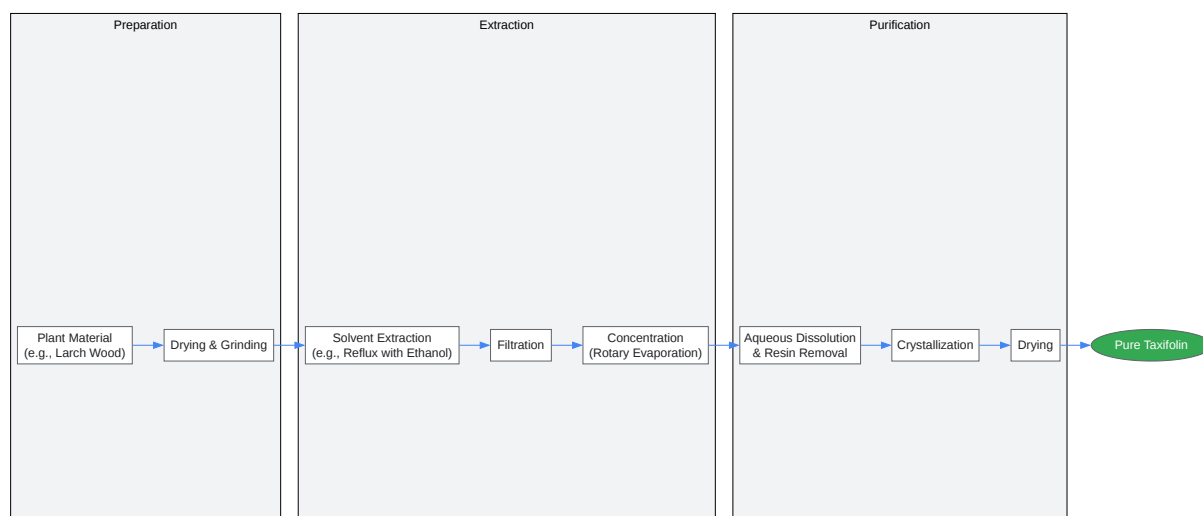 Preparation
Extraction
Purification
Plant Material
(e.g., Larch Wood)
Drying & Grinding
Solvent Extraction
(e.g., Reflux with Ethanol)
Filtration
Concentration
(Rotary Evaporation)
Aqueous Dissolution
& Resin Removal
Crystallization
Drying
Pure Taxifolin